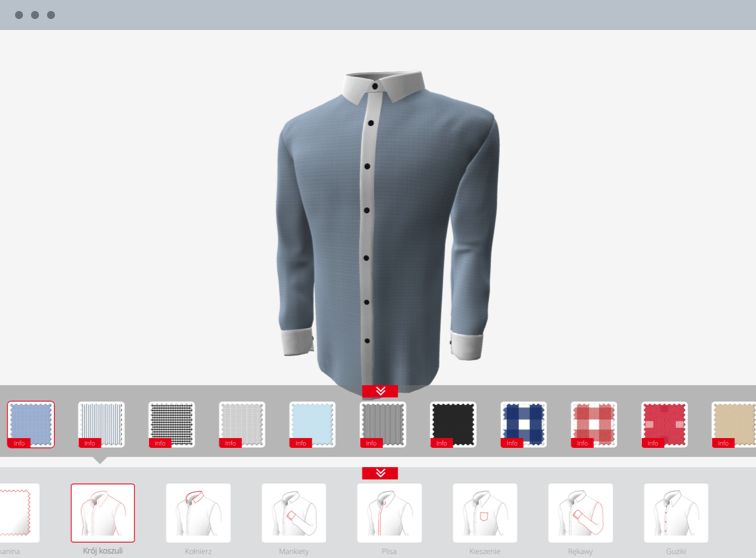 Info
Info
Info
Info
Info
Info
Info
Info
Info
Info
Info
anina
Krój koszuli
Kołnierz
Mankiety
Plisa
Kieszenie
Rękawy
Guziki